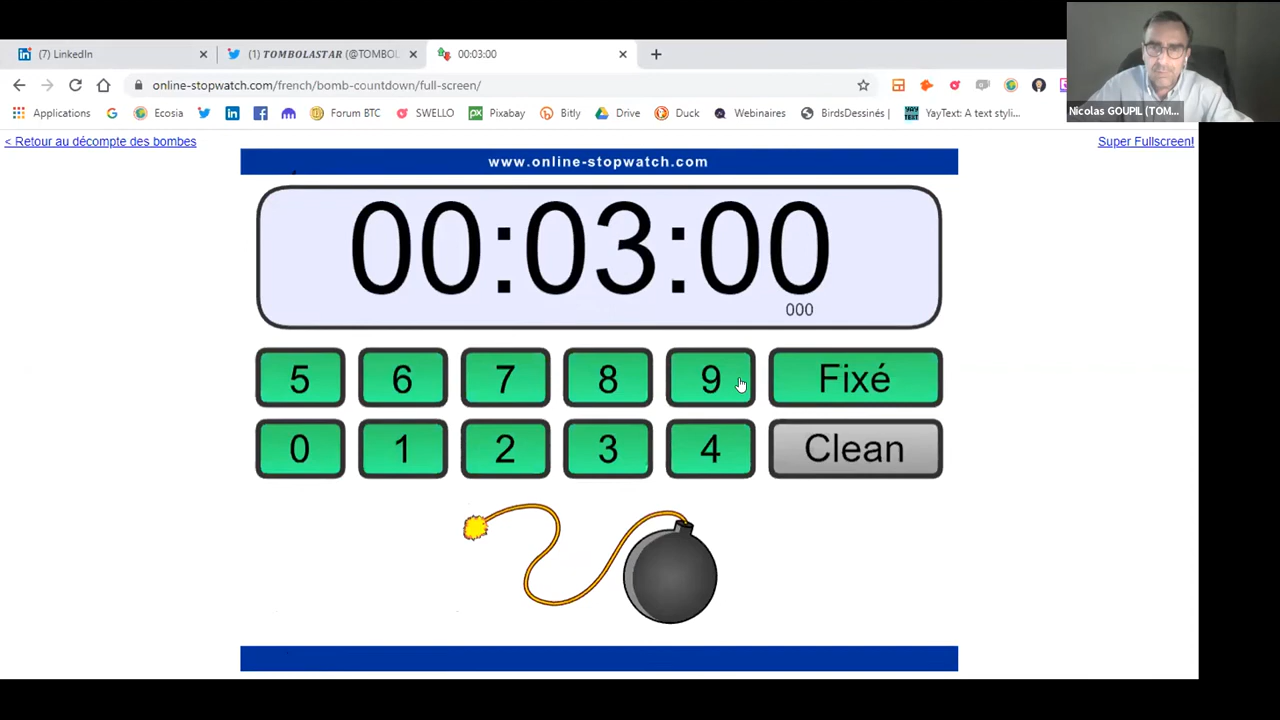 (7) LinkedIn
(1) TOMBOLASTAR (@TOMBOL
00:03:00
online-stopwatch.com/french/bomb-countdown/full-screen/
Nicolas GOUPIL (TOM...
Applications
Ecosia
Forum BTC
SWELLO
Pixabay
Bitly
Drive
Duck
Webinaires
BirdsDessinés |
YayText: A text styli...
< Retour au décompte des bombes
Super Fullscreen!
www.online-stopwatch.com
00:03:00
000
5 6 7 8 9 Fixé
0 1 2 3 4 Clean